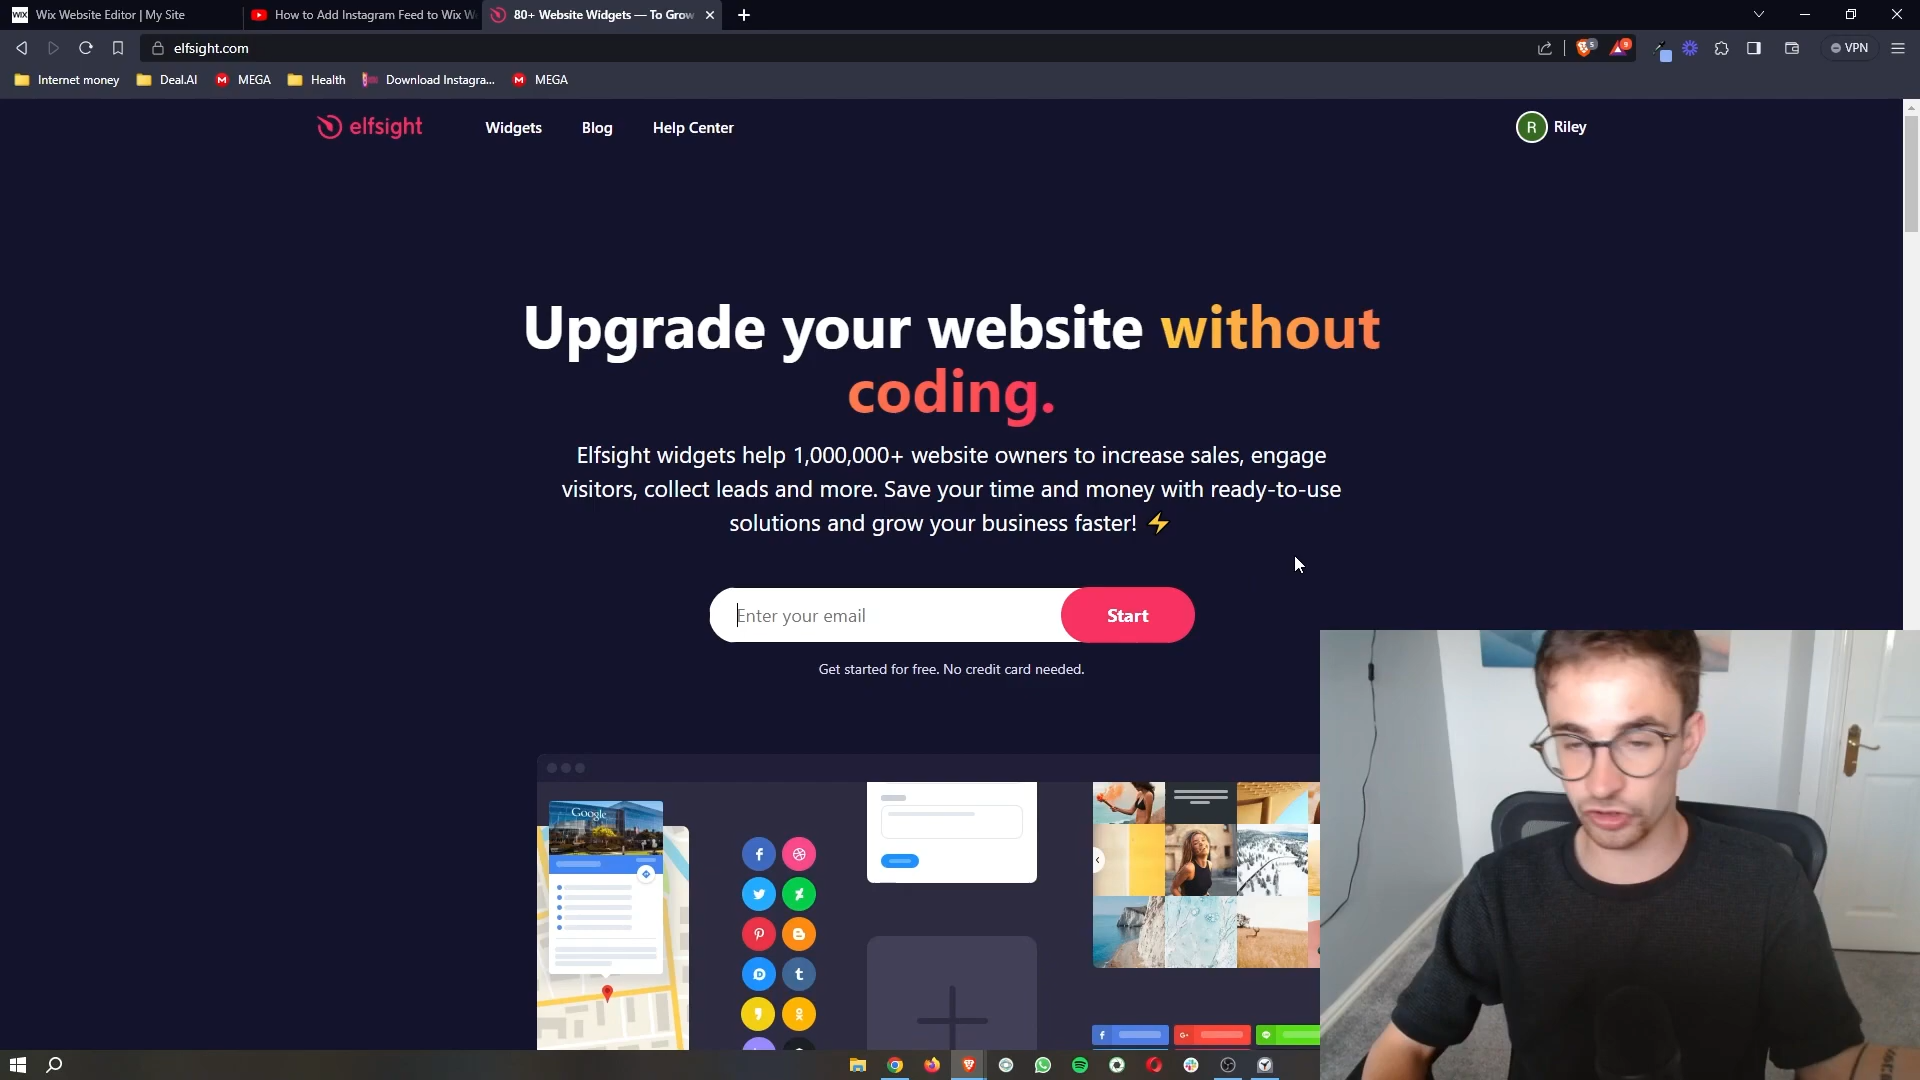 Wix Website Editor | My Site
How to Add Instagram Feed to Wix W
80+ Website Widgets — To Grow
elfsight.com
VPN
Internet money
Deal.AI
MEGA
Health
Download Instagra...
MEGA
elfsight
Widgets
Blog
Help Center
R
Riley
Upgrade your website without
coding.
Elfsight widgets help 1,000,000+ website owners to increase sales, engage
visitors, collect leads and more. Save your time and money with ready-to-use
solutions and grow your business faster! ⚡
Enter your email
Start
Get started for free. No credit card needed.
Google